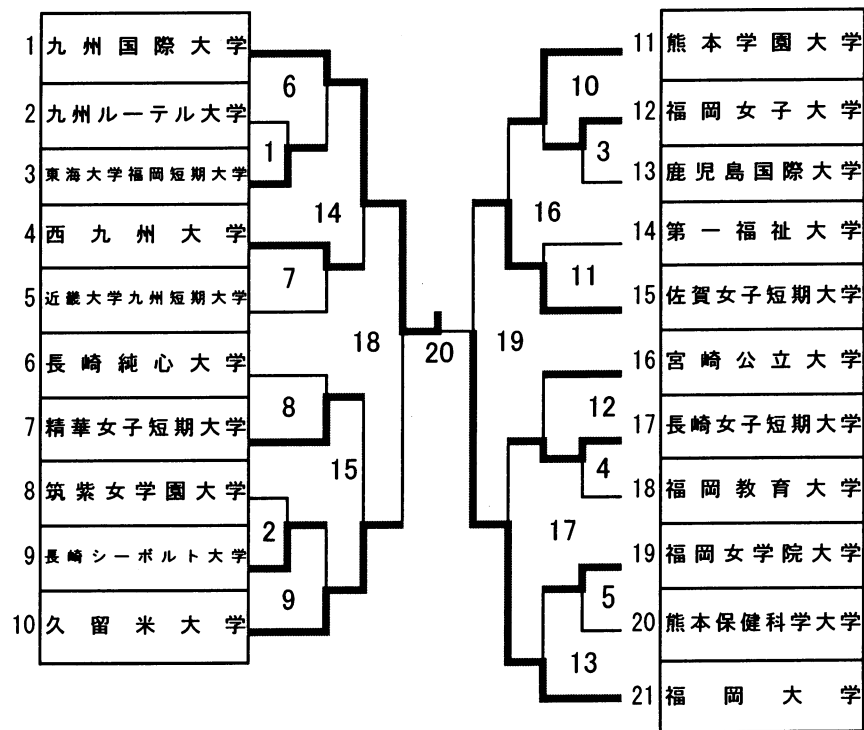 1 九州国際大学
2 九州ルーテル大学
3 東海大学福岡短期大学
4 西九州大学
5 近畿大学九州短期大学
6 長崎純心大学
7 精華女子短期大学
8 筑紫女学園大学
9 長崎シーボルト大学
10 久留米大学
6
1
14
7
18
8
15
2
9
20
10
3
16
11
19
12
4
17
5
13
11 熊本学園大学
12 福岡女子大学
13 鹿児島国際大学
14 第一福祉大学
15 佐賀女子短期大学
16 宮崎公立大学
17 長崎女子短期大学
18 福岡教育大学
19 福岡女学院大学
20 熊本保健科学大学
21 福岡大学